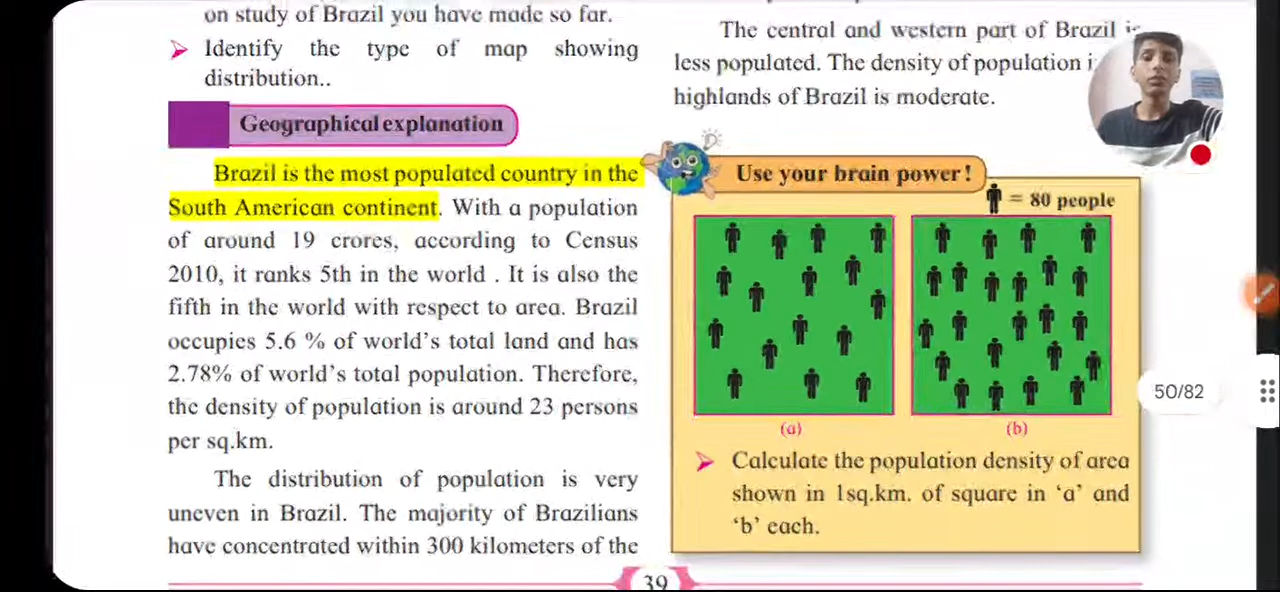 on study of Brazil you have made so far.
➤ Identify the type of map showing
distribution..
Geographical explanation
Brazil is the most populated country in the
South American continent. With a population
of around 19 crores, according to Census
2010, it ranks 5th in the world . It is also the
fifth in the world with respect to area. Brazil
occupies 5.6 % of world's total land and has
2.78% of world's total population. Therefore,
the density of population is around 23 persons
per sq.km.
The distribution of population is very
uneven in Brazil. The majority of Brazilians
have concentrated within 300 kilometers of the
The central and western part of Brazil
less populated. The density of population
highlands of Brazil is moderate.
Use your brain power!
= 80 people
(a)
(b)
➤ Calculate the population density of area
shown in 1sq.km. of square in 'a' and
'b' each.
50/82
39